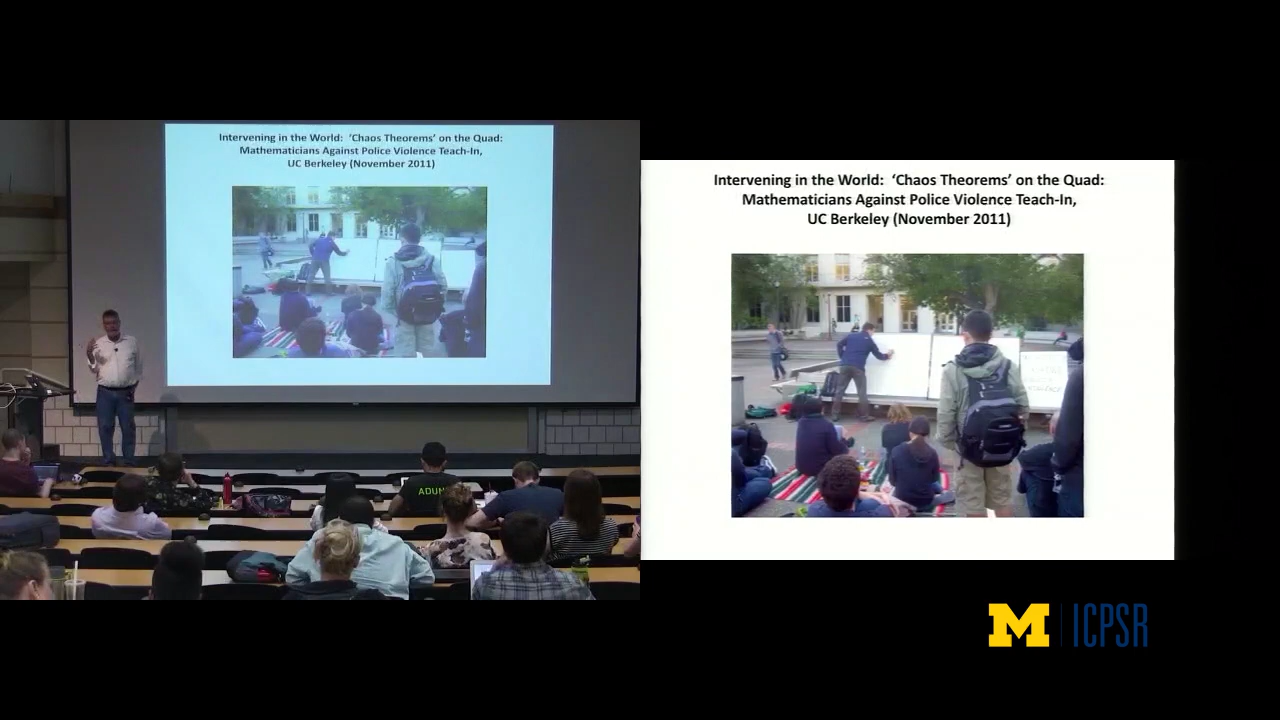 Intervening in the World: ‘Chaos Theorems’ on the Quad:
Mathematicians Against Police Violence Teach-In,
UC Berkeley (November 2011)
Intervening in the World: ‘Chaos Theorems’ on the Quad:
Mathematicians Against Police Violence Teach-In,
UC Berkeley (November 2011)
M ICPSR